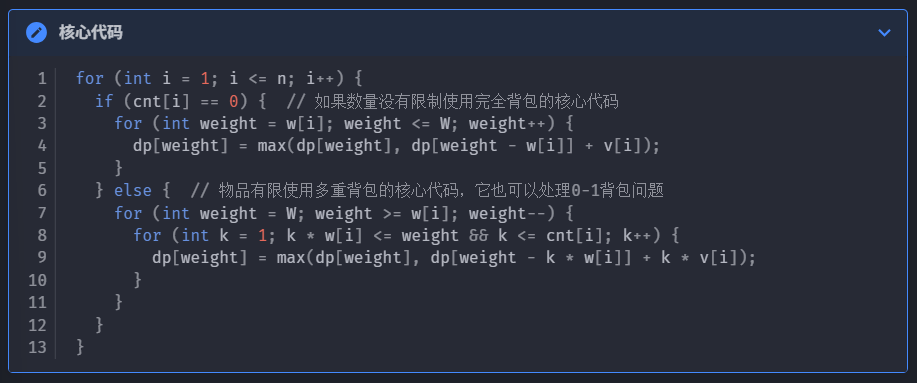 核心代码
1 for (int i = 1; i <= n; i++) {
2 if (cnt[i] == 0) { // 如果数量没有限制使用完全背包的核心代码
3 for (int weight = w[i]; weight <= W; weight++) {
4 dp[weight] = max(dp[weight], dp[weight - w[i]] + v[i]);
5 }
6 } else { // 物品有限使用多重背包的核心代码，它也可以处理0-1背包问题
7 for (int weight = W; weight >= w[i]; weight--) {
8 for (int k = 1; k * w[i] <= weight && k <= cnt[i]; k++) {
9 dp[weight] = max(dp[weight], dp[weight - k * w[i]] + k * v[i]);
10 }
11 }
12 }
13 }